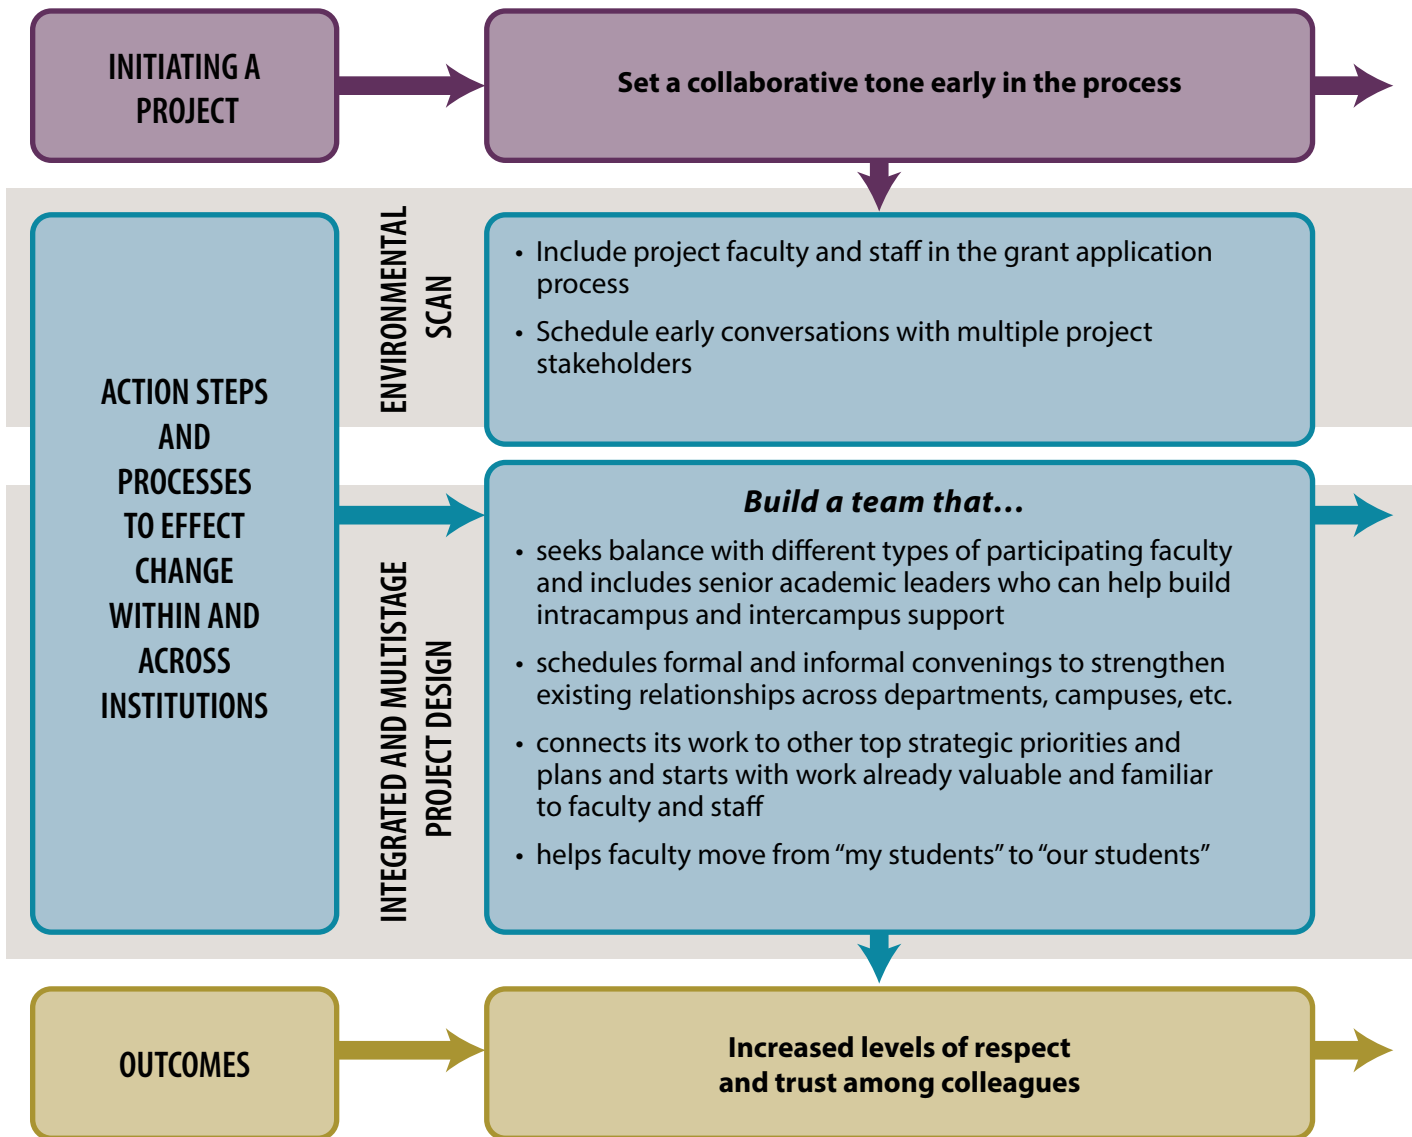 INITIATING A
PROJECT
Set a collaborative tone early in the process
ACTION STEPS
AND
PROCESSES
TO EFFECT
CHANGE
WITHIN AND
ACROSS
INSTITUTIONS
ENVIRONMENTAL
SCAN
• Include project faculty and staff in the grant application
process
• Schedule early conversations with multiple project
stakeholders
INTEGRATED AND MULTISTAGE
PROJECT DESIGN
Build a team that…
• seeks balance with different types of participating faculty
and includes senior academic leaders who can help build
intracampus and intercampus support
• schedules formal and informal convenings to strengthen
existing relationships across departments, campuses, etc.
• connects its work to other top strategic priorities and
plans and starts with work already valuable and familiar
to faculty and staff
• helps faculty move from “my students” to “our students”
OUTCOMES
Increased levels of respect
and trust among colleagues